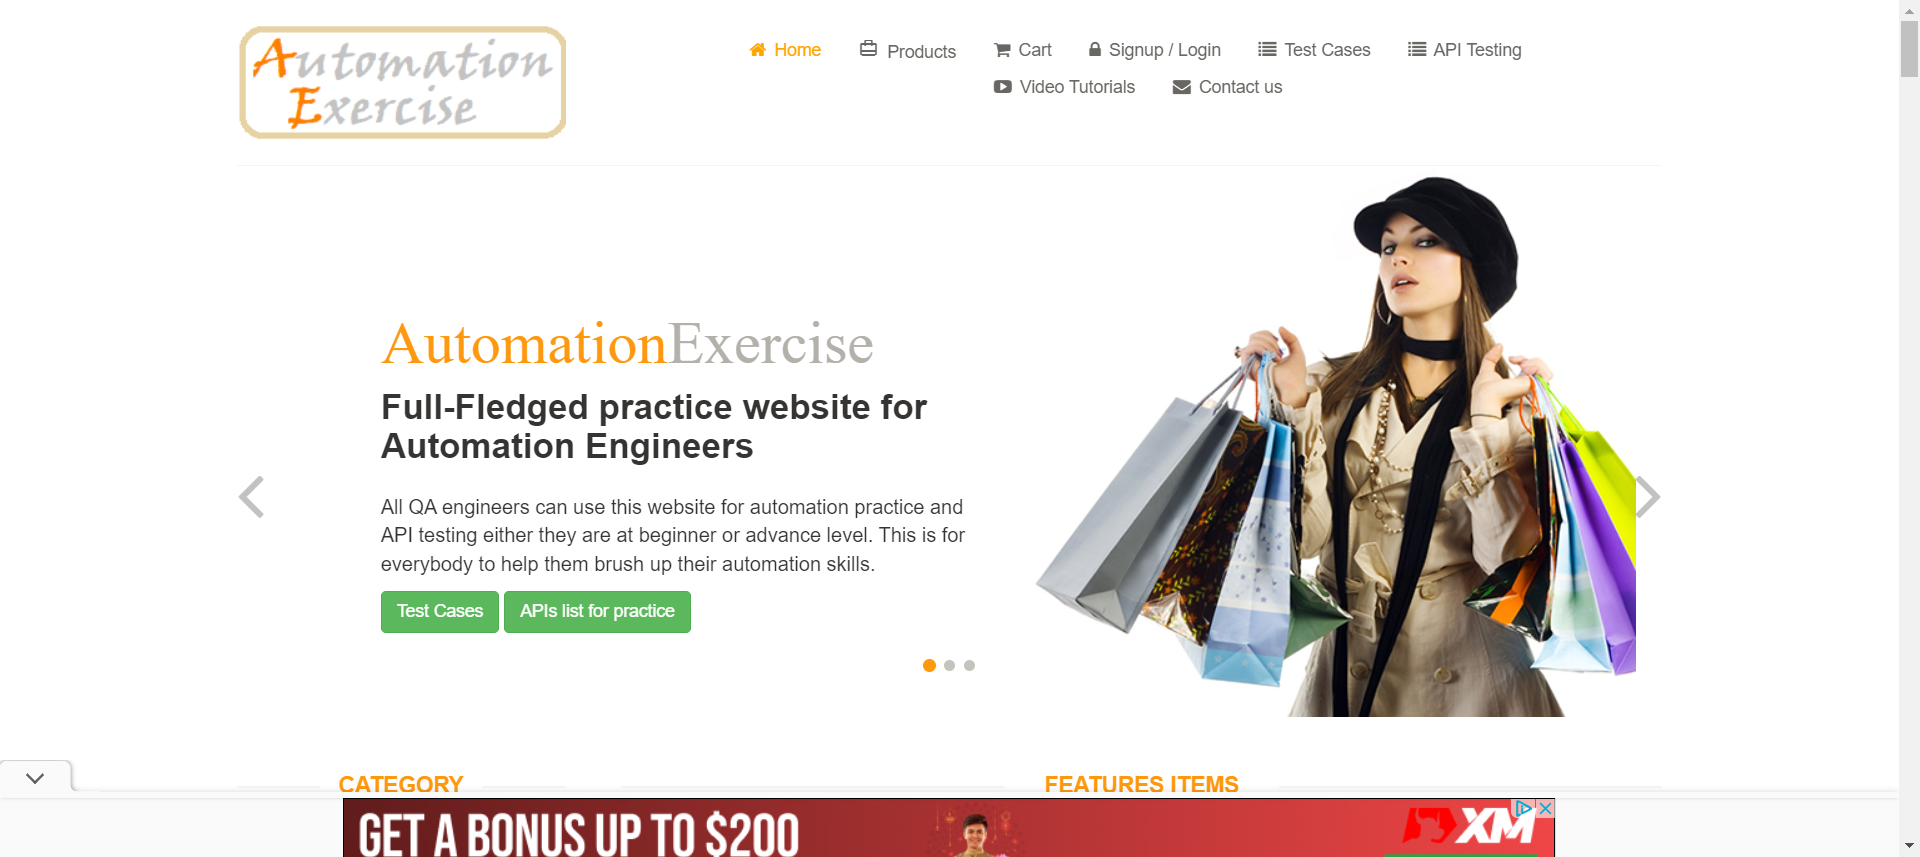 Automation
Exercise
Home
Products
Cart
Signup / Login
Test Cases
API Testing
Video Tutorials
Contact us
AutomationExercise
Full-Fledged practice website for
Automation Engineers
All QA engineers can use this website for automation practice and
API testing either they are at beginner or advance level. This is for
everybody to help them brush up their automation skills.
Test Cases
APIs list for practice
CATEGORY
FEATURES ITEMS
GET A BONUS UP TO $200
XM